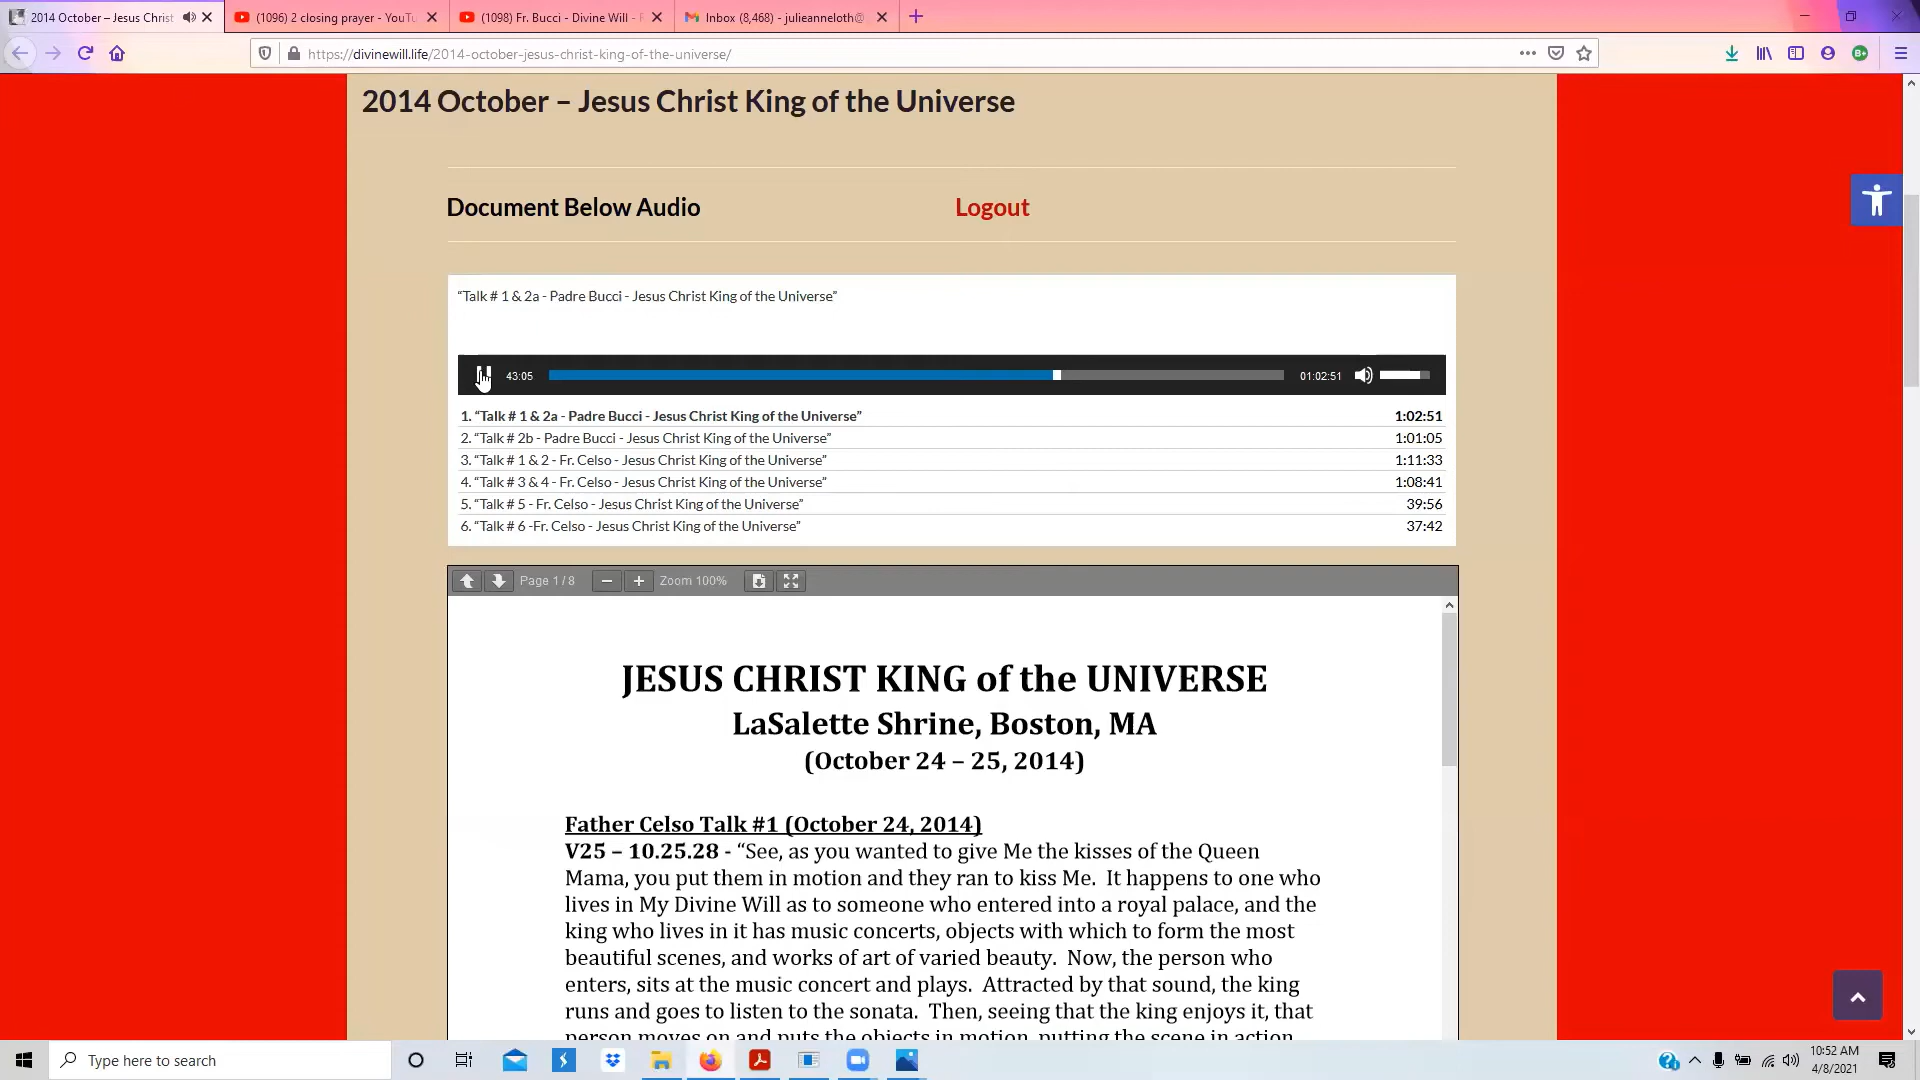 2014 October – Jesus Christ
(1096) 2 closing prayer - YouTu
(1098) Fr. Bucci - Divine Will - F
Inbox (8,468) - julieanneloth@
https://divinewill.life/2014-october-jesus-christ-king-of-the-universe/
2014 October – Jesus Christ King of the Universe
Document Below Audio
Logout
“Talk # 1 & 2a - Padre Bucci - Jesus Christ King of the Universe”
43:05
01:02:51
1. “Talk # 1 & 2a - Padre Bucci - Jesus Christ King of the Universe” 1:02:51
2. “Talk # 2b - Padre Bucci - Jesus Christ King of the Universe” 1:01:05
3. “Talk # 1 & 2 - Fr. Celso - Jesus Christ King of the Universe” 1:11:33
4. “Talk # 3 & 4 - Fr. Celso - Jesus Christ King of the Universe” 1:08:41
5. “Talk # 5 - Fr. Celso - Jesus Christ King of the Universe” 39:56
6. “Talk # 6 -Fr. Celso - Jesus Christ King of the Universe” 37:42
Page 1 / 8
Zoom 100%
JESUS CHRIST KING of the UNIVERSE
LaSalette Shrine, Boston, MA
(October 24 – 25, 2014)
Father Celso Talk #1 (October 24, 2014)
V25 – 10.25.28 - “See, as you wanted to give Me the kisses of the Queen
Mama, you put them in motion and they ran to kiss Me. It happens to one who
lives in My Divine Will as to someone who entered into a royal palace, and the
king who lives in it has music concerts, objects with which to form the most
beautiful scenes, and works of art of varied beauty. Now, the person who
enters, sits at the music concert and plays. Attracted by that sound, the king
runs and goes to listen to the sonata. Then, seeing that the king enjoys it, that
person moves on and puts the objects in motion, putting the scene in action.
Type here to search
10:52 AM
4/8/2021